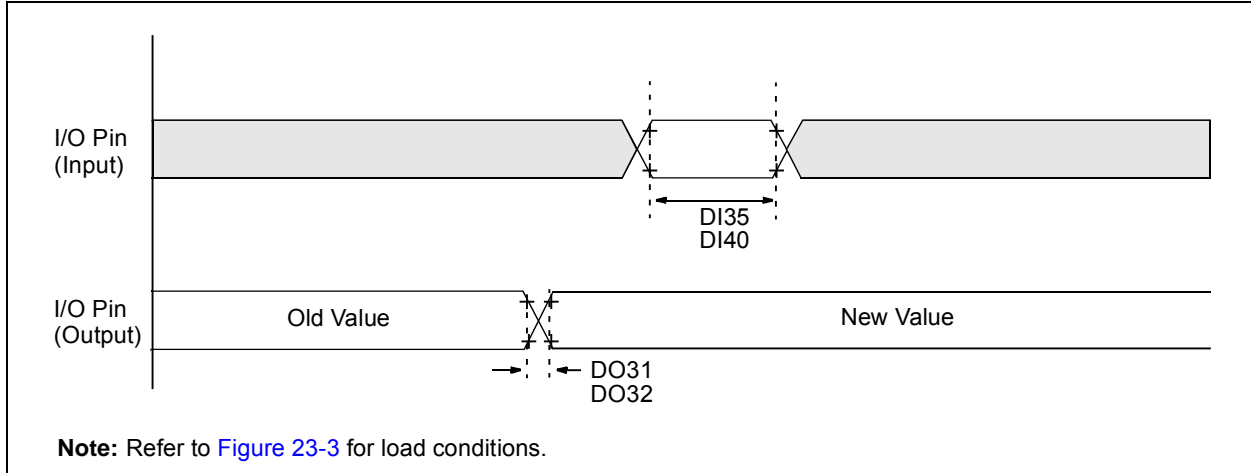 I/O Pin
(Input)
DI35
DI40
I/O Pin
(Output)
Old Value
New Value
DO31
DO32
Note: Refer to Figure 23-3 for load conditions.